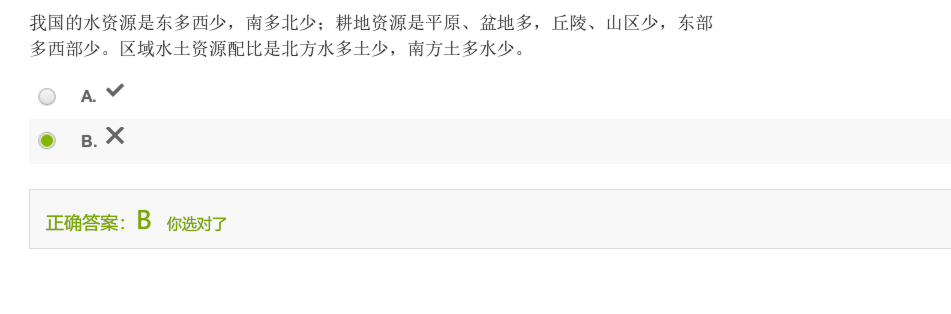 我国的水资源是东多西少，南多北少；耕地资源是平原、盆地多，丘陵、山区少，东部
多西部少。区域水土资源配比是北方水多土少，南方土多水少。
A. ✔
B. ✕
正确答案：B 你选对了